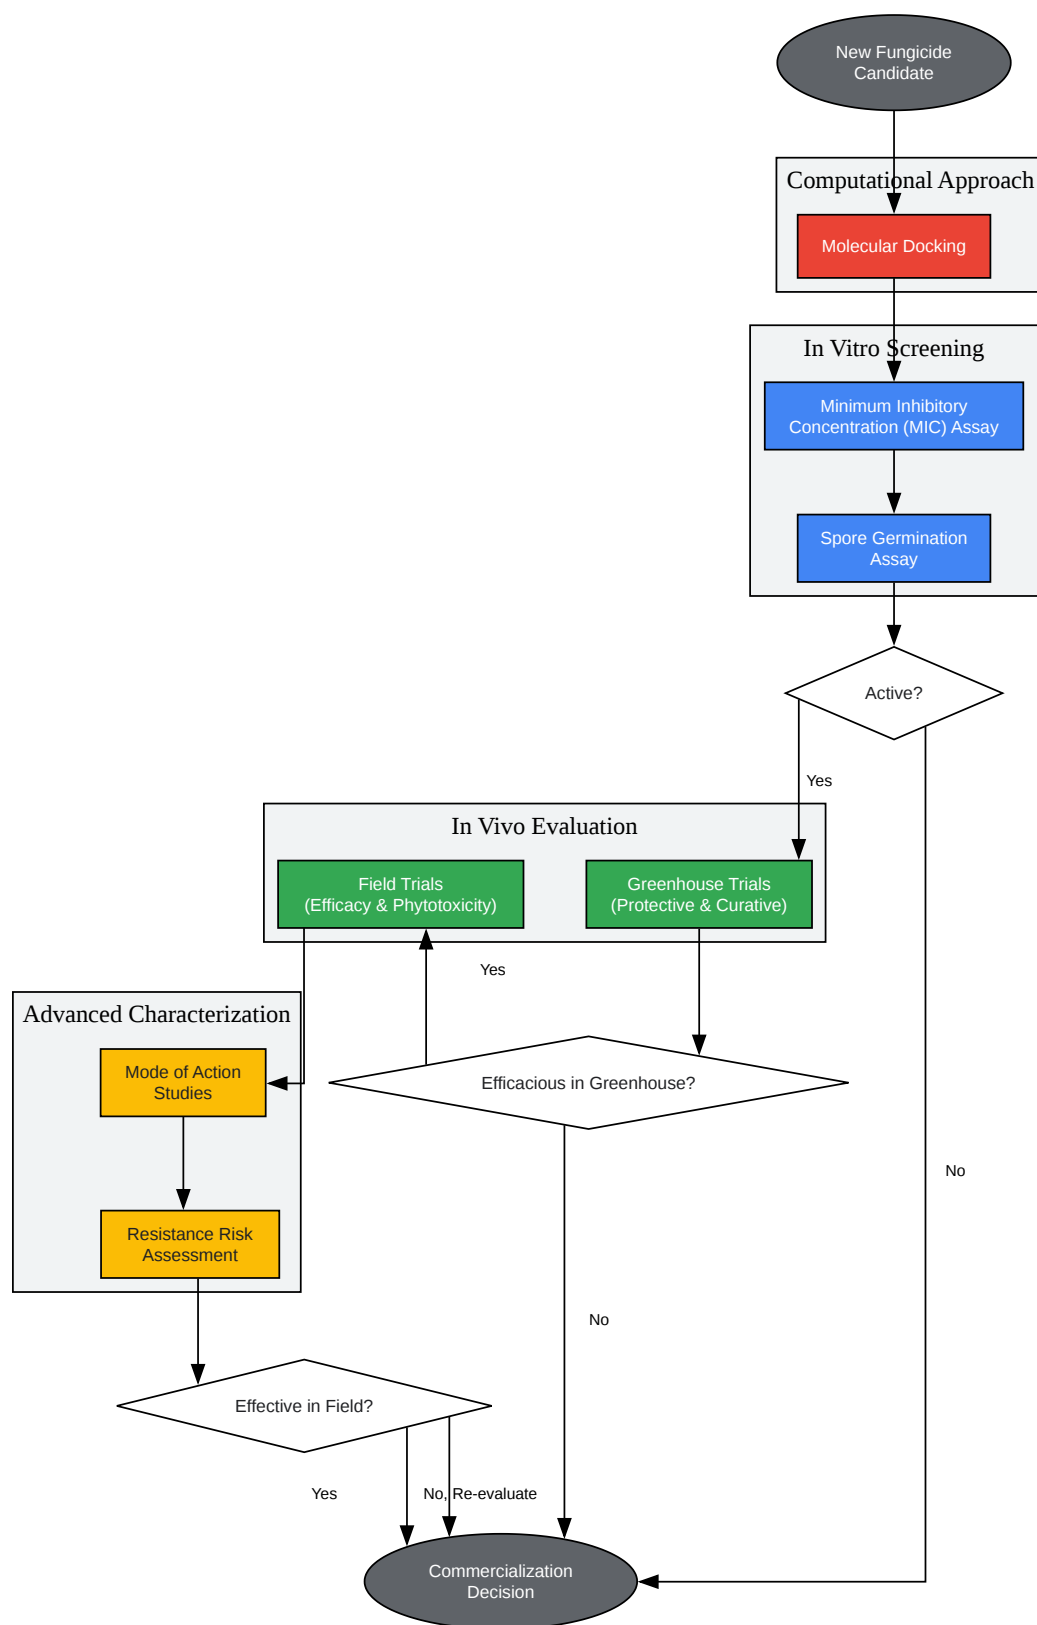 New Fungicide
Candidate
Computational Approach
Molecular Docking
In Vitro Screening
Minimum Inhibitory
Concentration (MIC) Assay
Spore Germination
Assay
Active?
Yes
In Vivo Evaluation
Field Trials
(Efficacy & Phytotoxicity)
Greenhouse Trials
(Protective & Curative)
Yes
Advanced Characterization
Mode of Action
Studies
Efficacious in Greenhouse?
No
Resistance Risk
Assessment
No
Effective in Field?
Yes
No, Re-evaluate
Commercialization
Decision